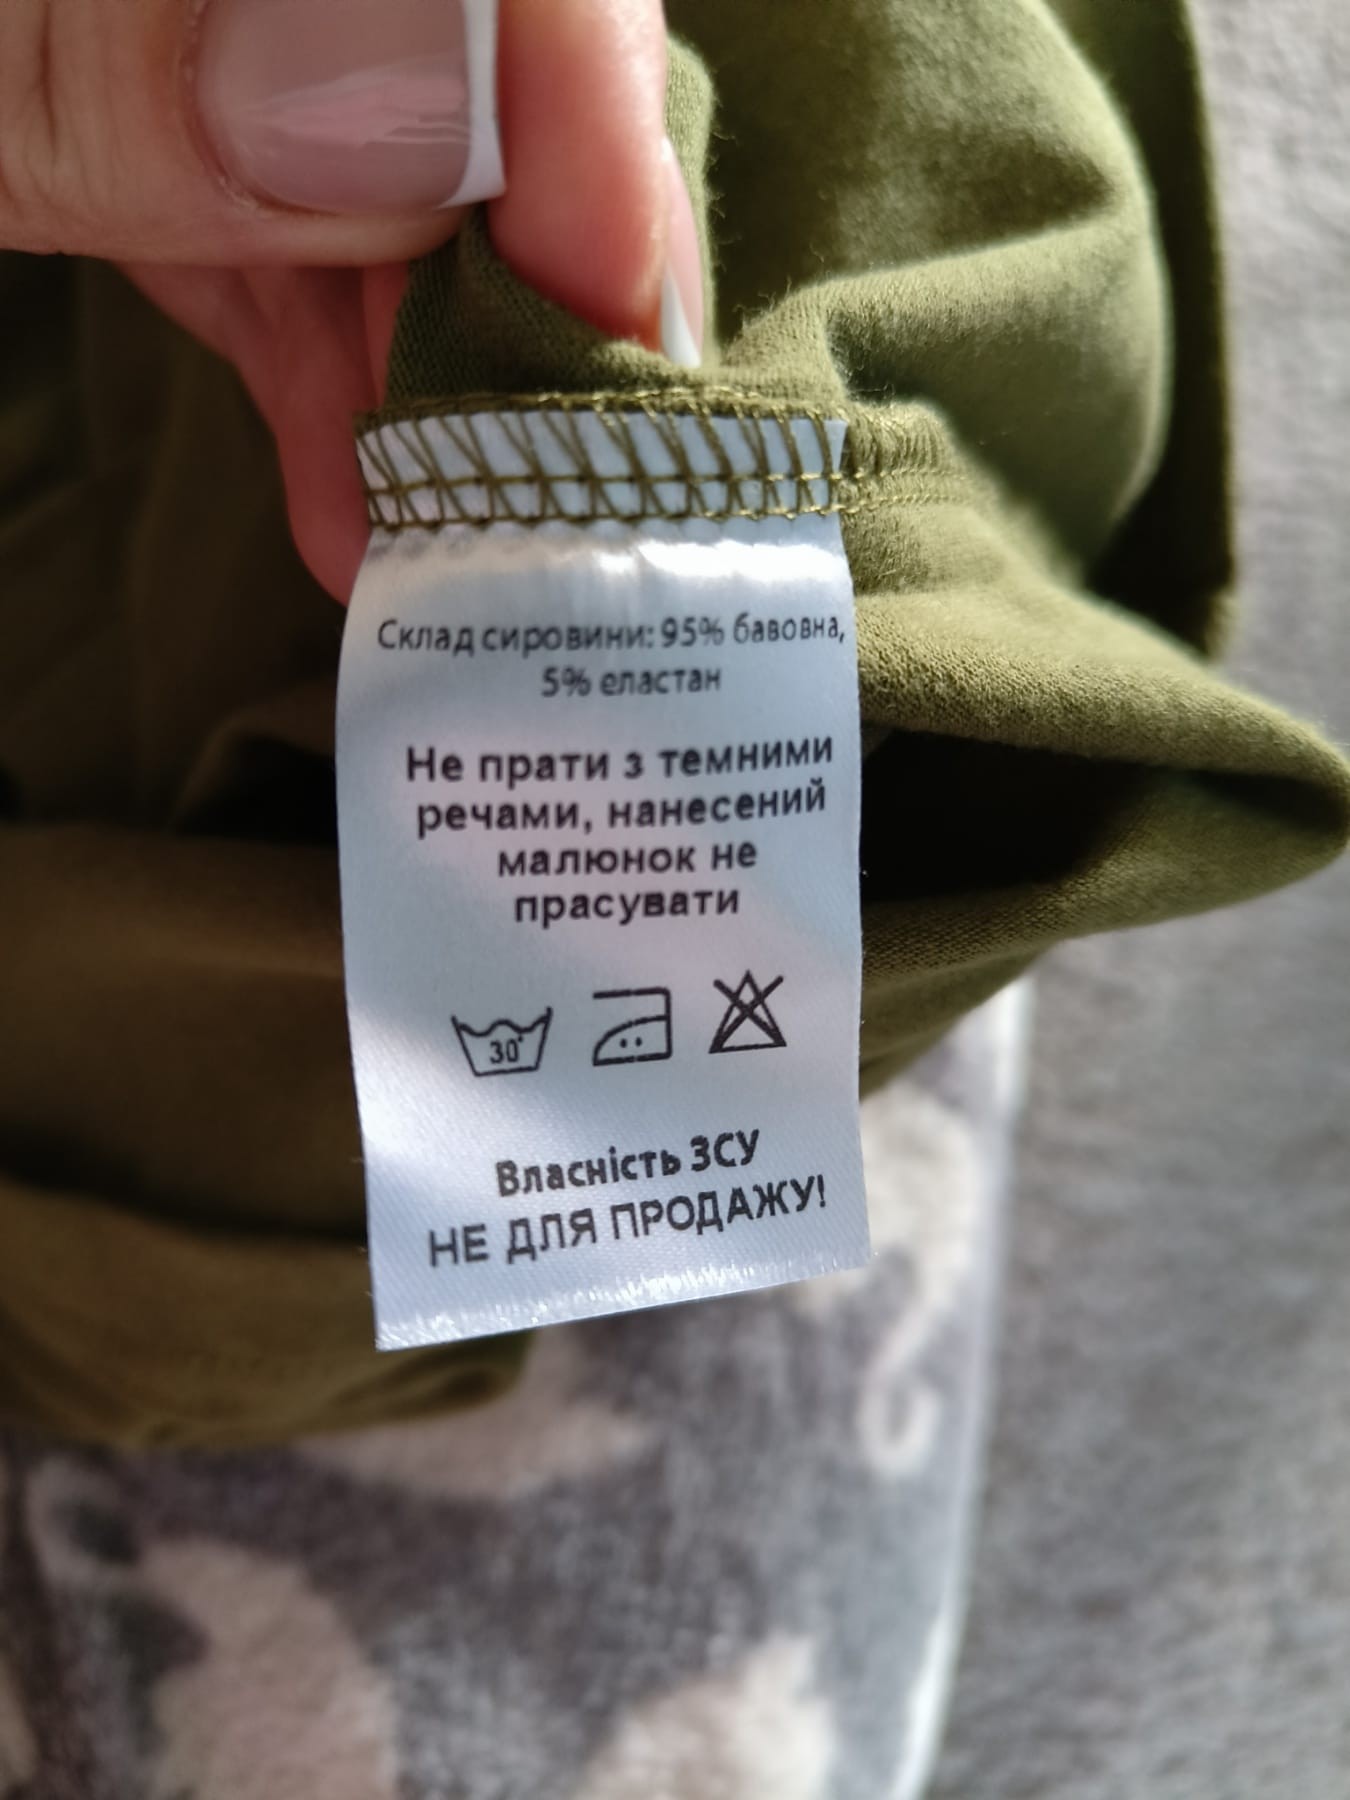 Склад сировини: 95% бавовна,
5% еластан
Не прати з темними
речами, нанесений
малюнок не
прасувати
30°
Власність ЗСУ
НЕ ДЛЯ ПРОДАЖУ!